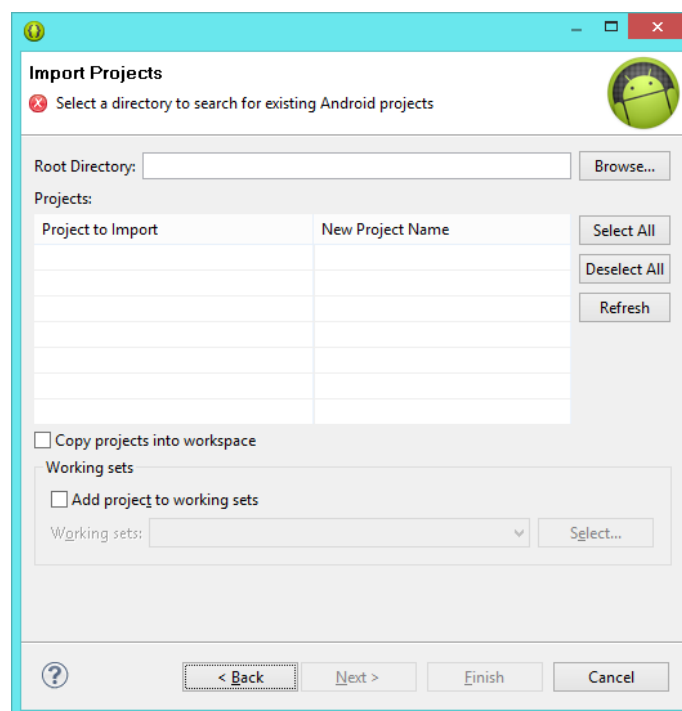 Import Projects
Select a directory to search for existing Android projects
Root Directory:
Browse...
Projects:
Project to Import
New Project Name
Select All
Deselect All
Refresh
Copy projects into workspace
Working sets
Add project to working sets
Working sets:
Select...
?
< Back
Next >
Finish
Cancel